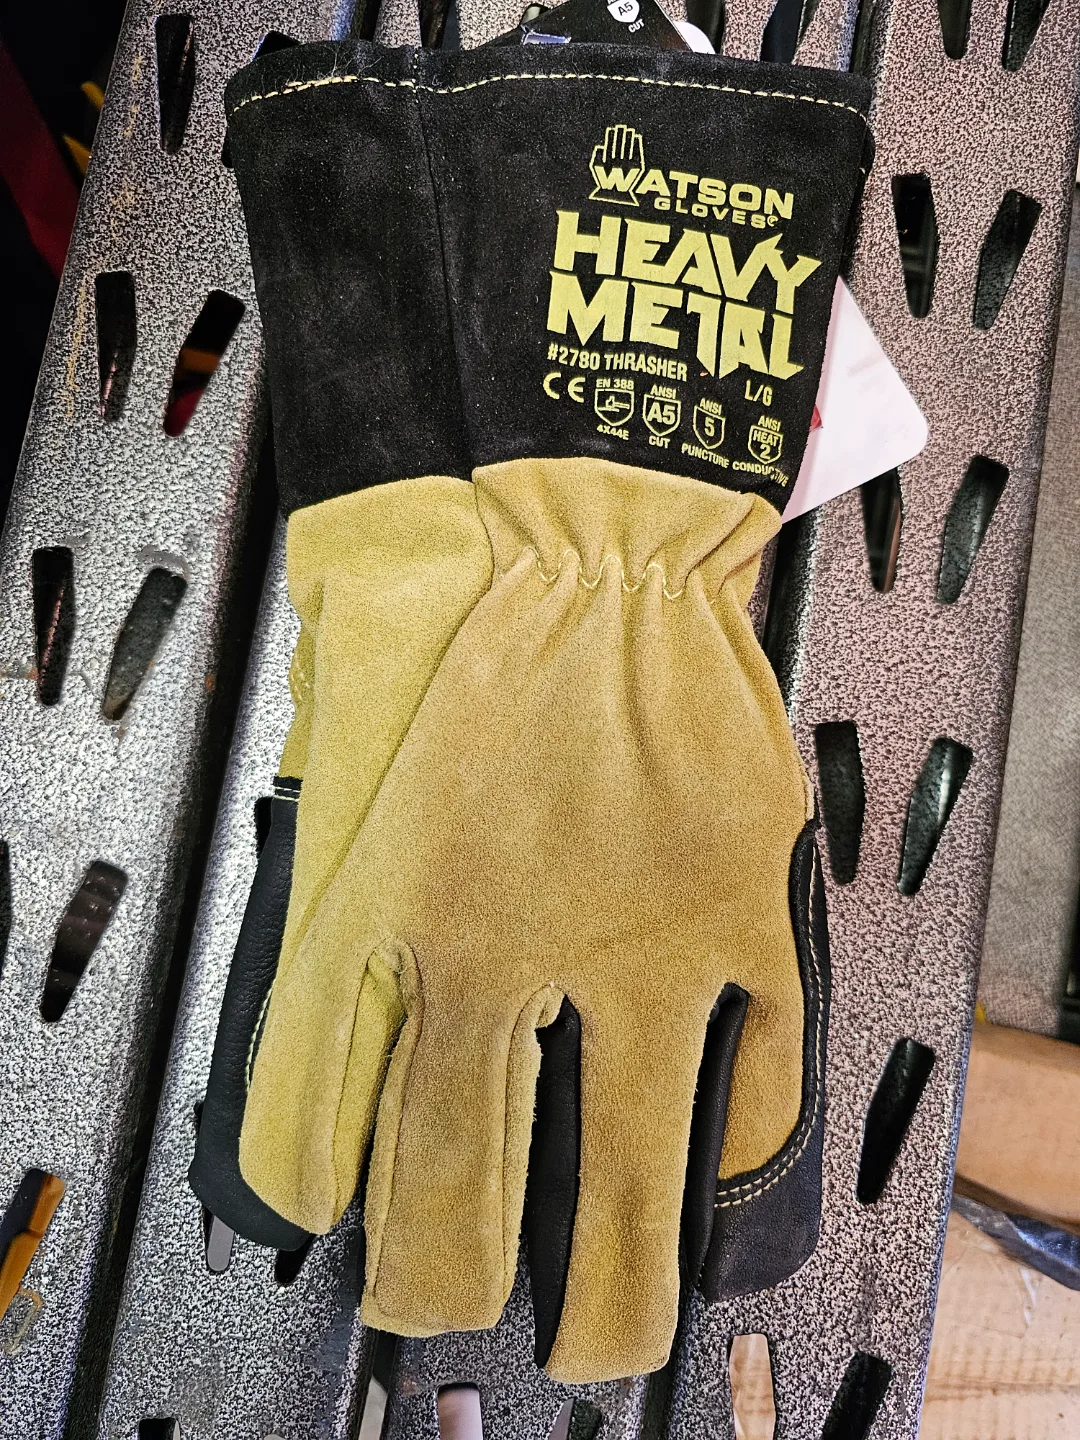 A5
CUT
WATSON
GLOVES
HEAVY
METAL
#2780 THRASHER
L/G
CE
EN 388
4X44E
ANSI
A5
CUT
ANSI
5
PUNCTURE
ANSI
HEAT
2
CONDUCTIVE